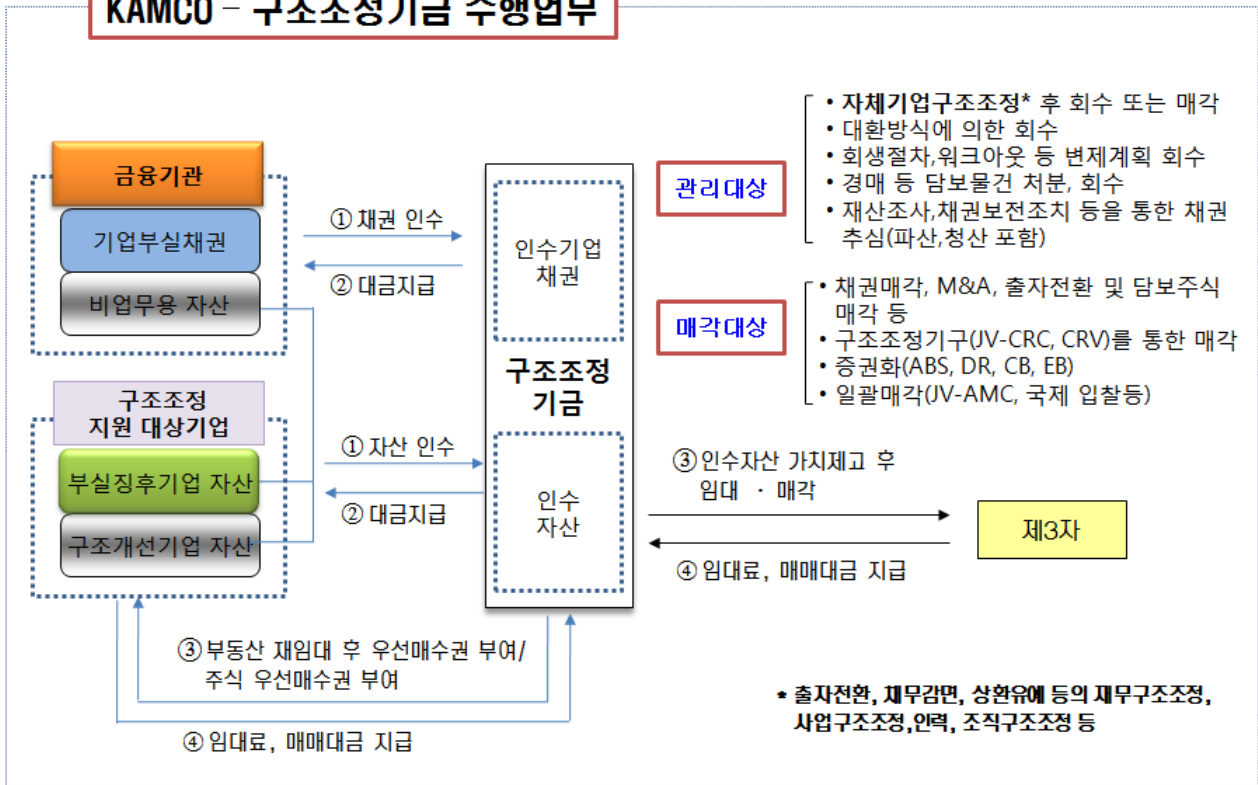 KAMCO – 구조조정기금 수행업무
금융기관
기업부실채권
비업무용 자산
구조조정
지원 대상기업
부실징후기업 자산
구조개선기업 자산
① 채권 인수
② 대금지급
① 자산 인수
② 대금지급
인수기업
채권
구조조정
기금
인수
자산
관리대상
• 자체기업구조조정* 후 회수 또는 매각
• 대환방식에 의한 회수
• 회생절차,워크아웃 등 변제계획 회수
• 경매 등 담보물건 처분, 회수
• 재산조사,채권보전조치 등을 통한 채권
추심(파산,청산 포함)
매각대상
• 채권매각, M&A, 출자전환 및 담보주식
매각 등
• 구조조정기구(JV-CRC, CRV)를 통한 매각
• 증권화(ABS, DR, CB, EB)
• 일괄매각(JV-AMC, 국제 입찰등)
③ 인수자산 가치제고 후
임대 · 매각
제3자
④ 임대료, 매매대금 지급
③ 부동산 재임대 후 우선매수권 부여/
주식 우선매수권 부여
④ 임대료, 매매대금 지급
* 출자전환, 채무감면, 상환유예 등의 재무구조조정,
사업구조조정,인력, 조직구조조정 등